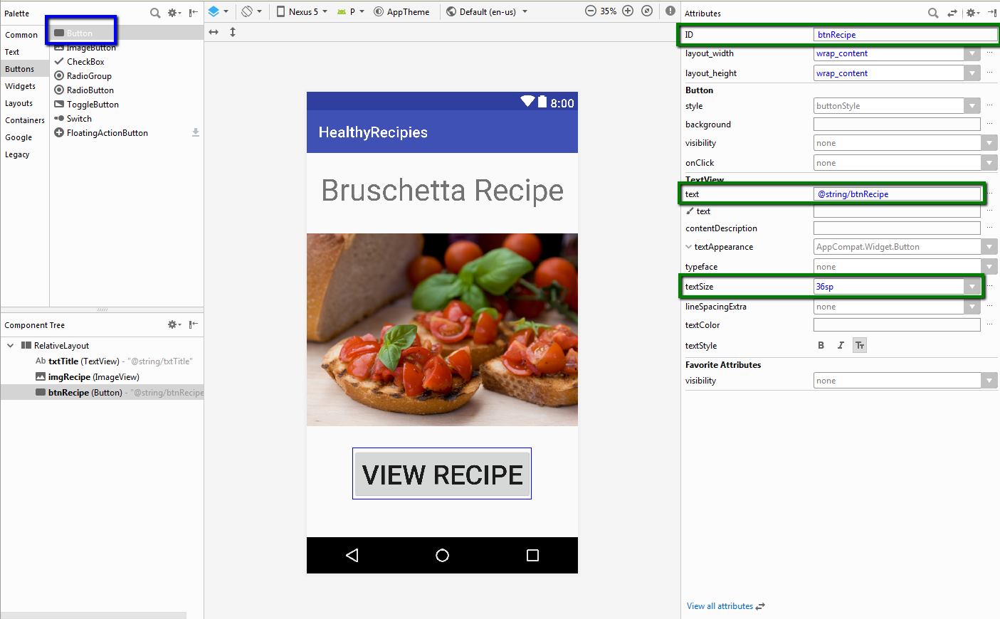 Palette
Common
Text
Buttons
Widgets
Layouts
Containers
Google
Legacy
Button
ImageButton
CheckBox
RadioGroup
RadioButton
ToggleButton
Switch
FloatingActionButton
Component Tree
RelativeLayout
Ab txtTitle (TextView) - "@string/txtTitle"
imgRecipe (ImageView)
btnRecipe (Button) - "@string/btnRecipe
Nexus 5 P AppTheme Default (en-us) 35%
8:00
HealthyRecipies
Bruschetta Recipe
VIEW RECIPE
Attributes
ID btnRecipe
layout_width wrap_content ...
layout_height wrap_content ...
Button
style buttonStyle ...
background ...
visibility none
onClick none
TextView
text @string/btnRecipe ...
text ...
contentDescription ...
textAppearance AppCompat.Widget.Button
typeface none
textSize 36sp ...
lineSpacingExtra none ...
textColor ...
textStyle B I Tt
Favorite Attributes
visibility none
View all attributes